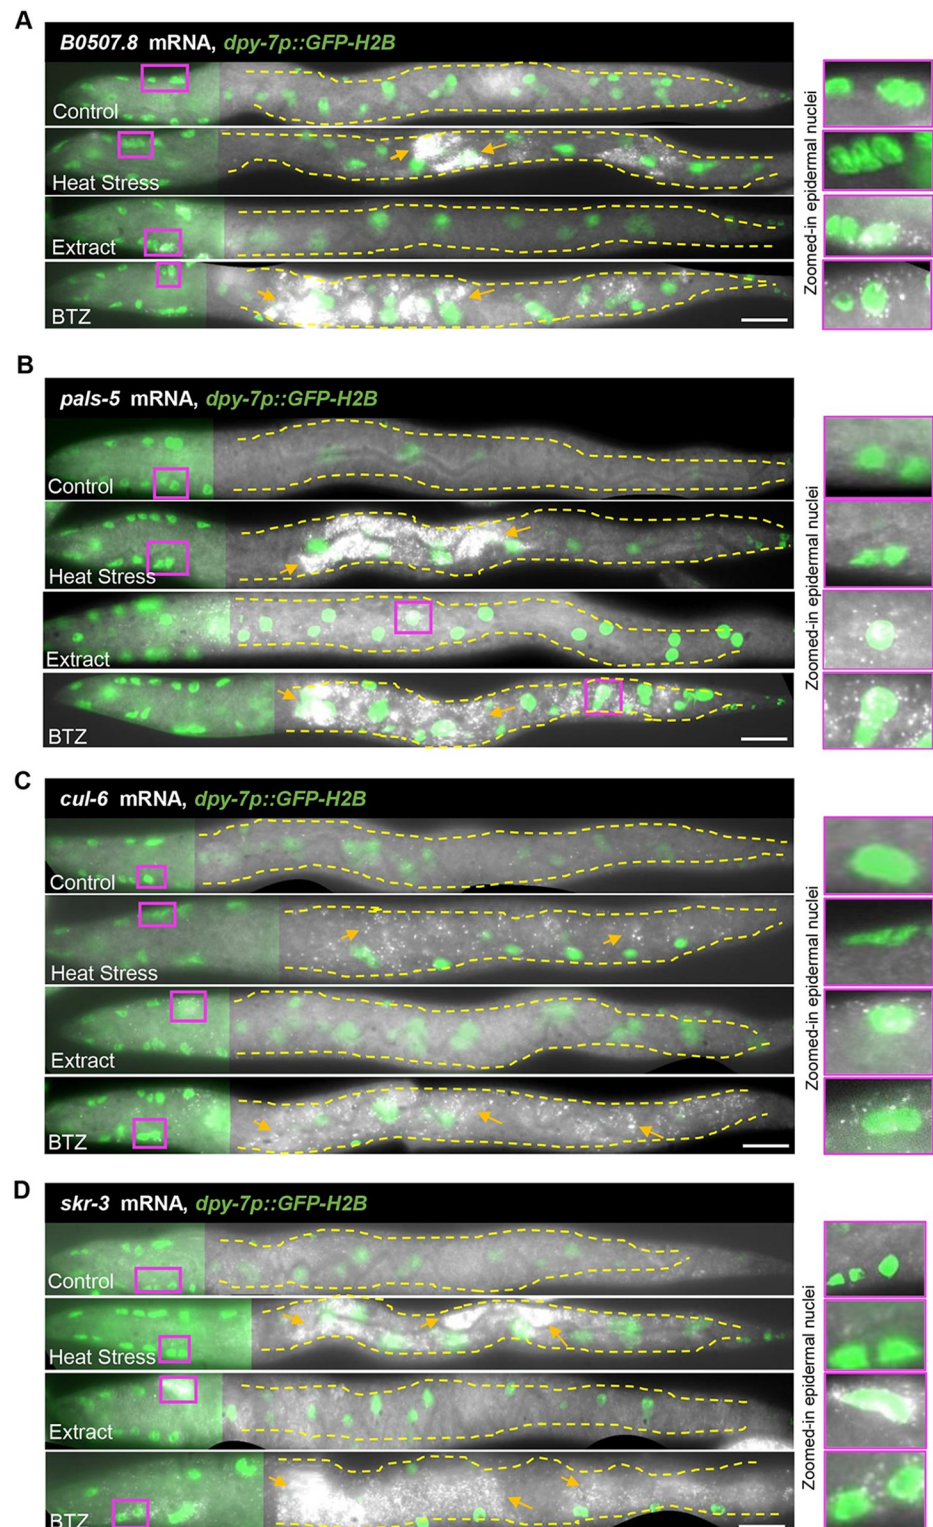 A
B0507.8 mRNA, dpy-7p::GFP-H2B
Control
Heat Stress
Extract
BTZ
Zoomed-in epidermal nuclei
B
pals-5 mRNA, dpy-7p::GFP-H2B
Control
Heat Stress
Extract
BTZ
Zoomed-in epidermal nuclei
C
cul-6 mRNA, dpy-7p::GFP-H2B
Control
Heat Stress
Extract
BTZ
Zoomed-in epidermal nuclei
D
skr-3 mRNA, dpy-7p::GFP-H2B
Control
Heat Stress
Extract
BTZ
Zoomed-in epidermal nuclei